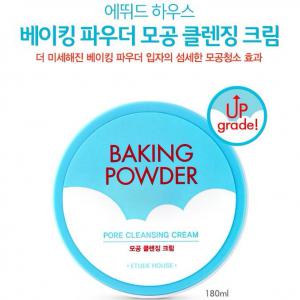 에뛰드 하우스
베이킹 파우더 모공 클렌징 크림
더 미세해진 베이킹 파우더 입자의 섬세한 모공청소 효과
UP
grade!
BAKING
POWDER
PORE CLEANSING CREAM
모공 클렌징 크림
ETUDE HOUSE
180ml